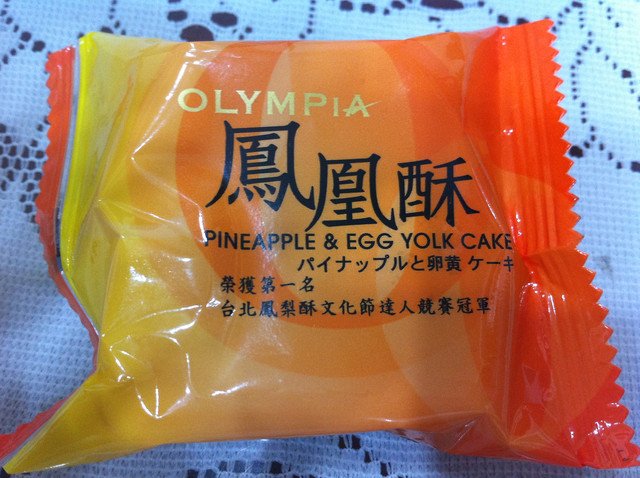 OLYMPIA
鳳凰酥
PINEAPPLE & EGG YOLK CAKE
パイナップルと卵黄 ケーキ
榮獲第一名
台北鳳梨酥文化節達人競賽冠軍